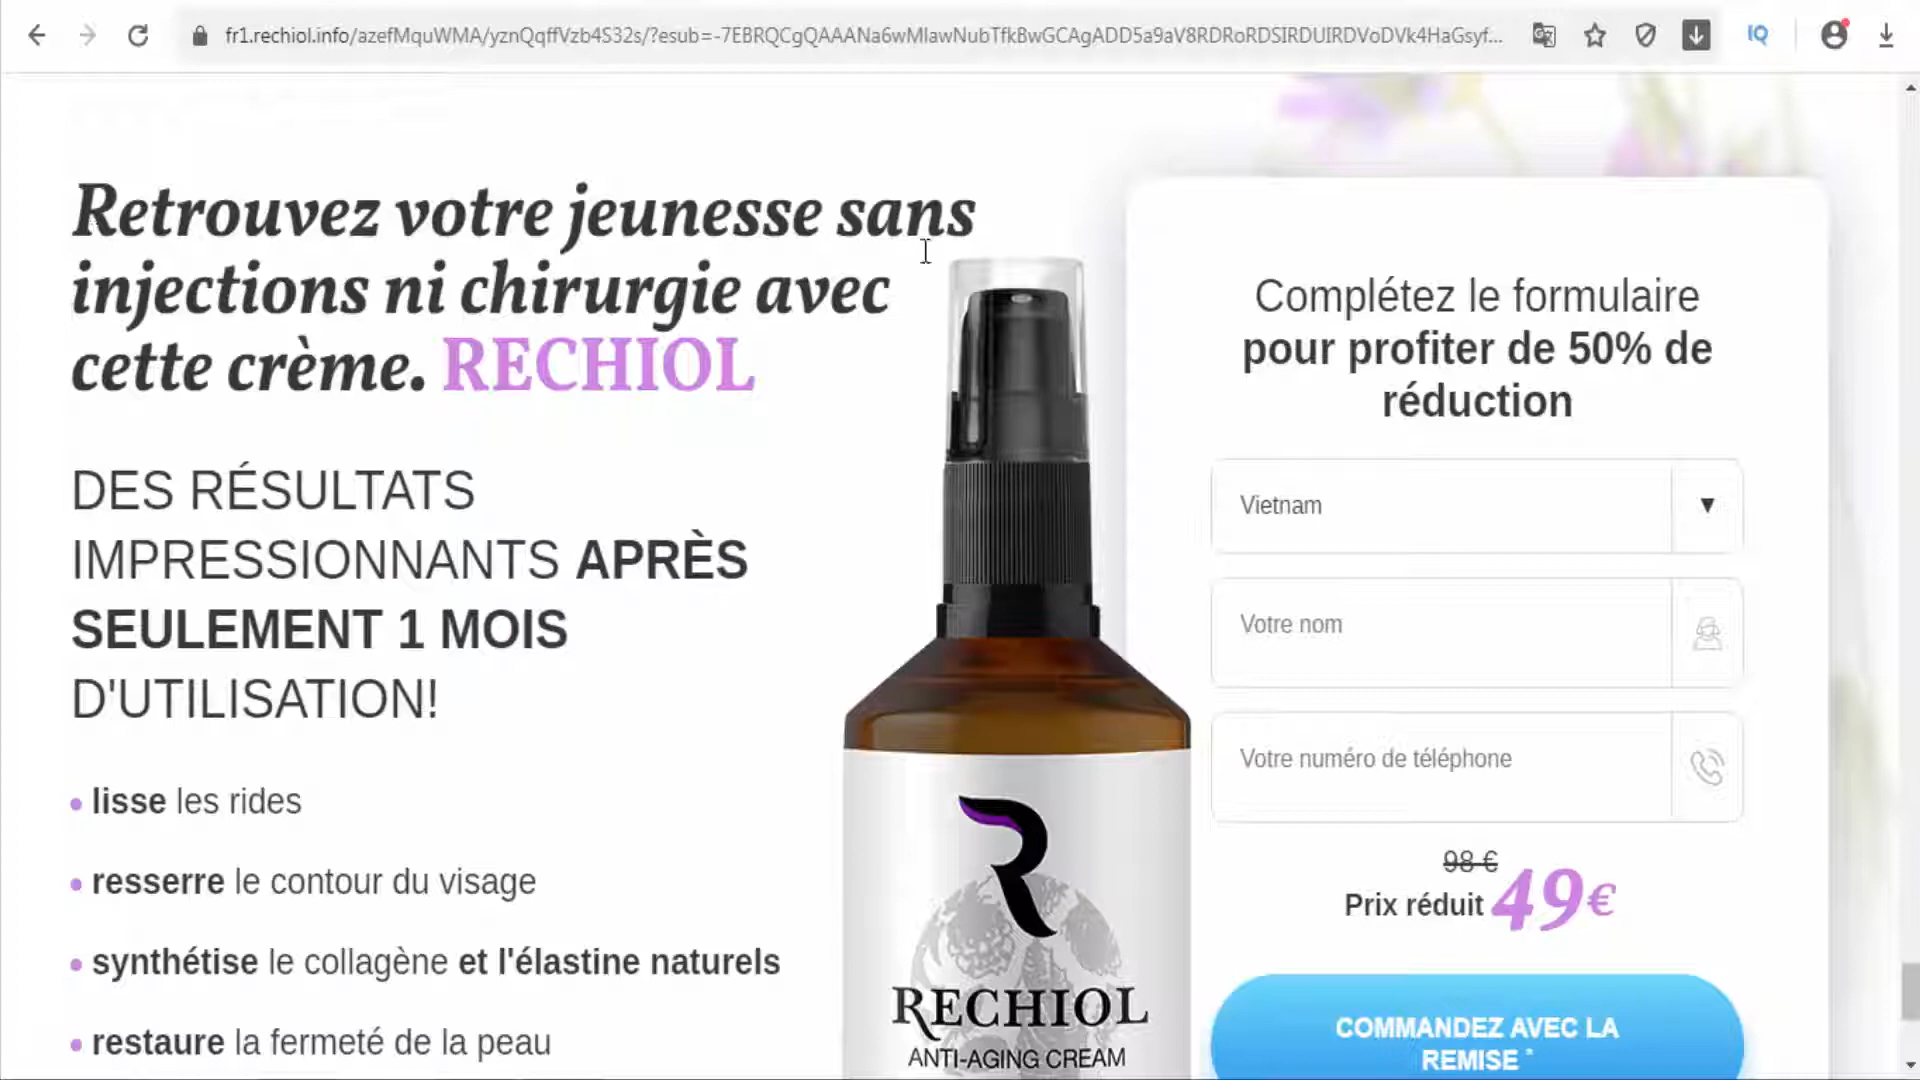 fr1.rechiol.info/azefMquWMA/yznQqffVzb4S32s/?esub=-7EBRQCgQAAANa6wMIawNubTfkBwGCAgADD5a9aV8RDRoRDSIRDUIRDVoDVk4HaGsyf...
IQ
Retrouvez votre jeunesse sans
injections ni chirurgie avec
cette crème. RECHIOL
DES RÉSULTATS
IMPRESSIONNANTS APRÈS
SEULEMENT 1 MOIS
D'UTILISATION!
• lisse les rides
• resserre le contour du visage
• synthétise le collagène et l'élastine naturels
• restaure la fermeté de la peau
R
RECHIOL
ANTI-AGING CREAM
Complétez le formulaire
pour profiter de 50% de
réduction
Vietnam
Votre nom
Votre numéro de téléphone
98 €
Prix réduit 49€
COMMANDEZ AVEC LA
REMISE *